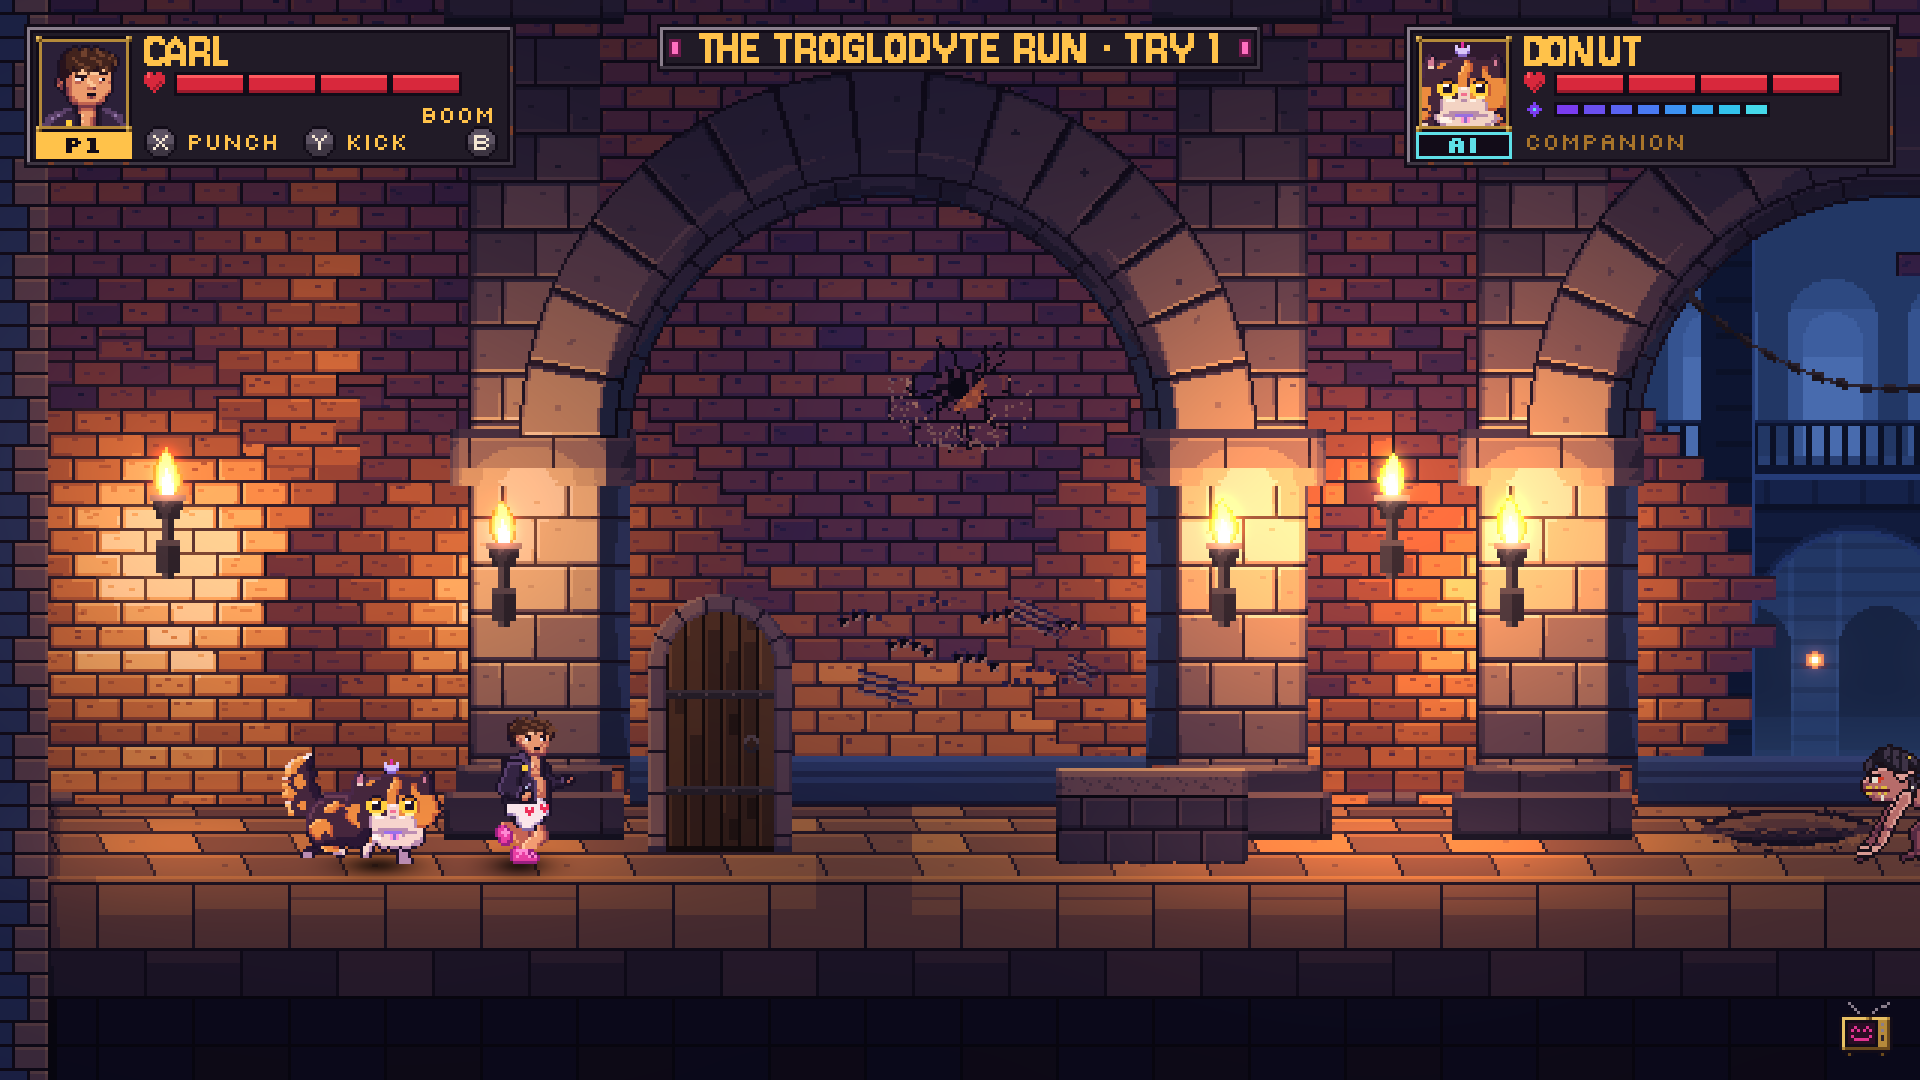 CARL
BOOM
X PUNCH Y KICK B
P1
THE TROGLODYTE RUN · TRY 1
DONUT
AI COMPANION